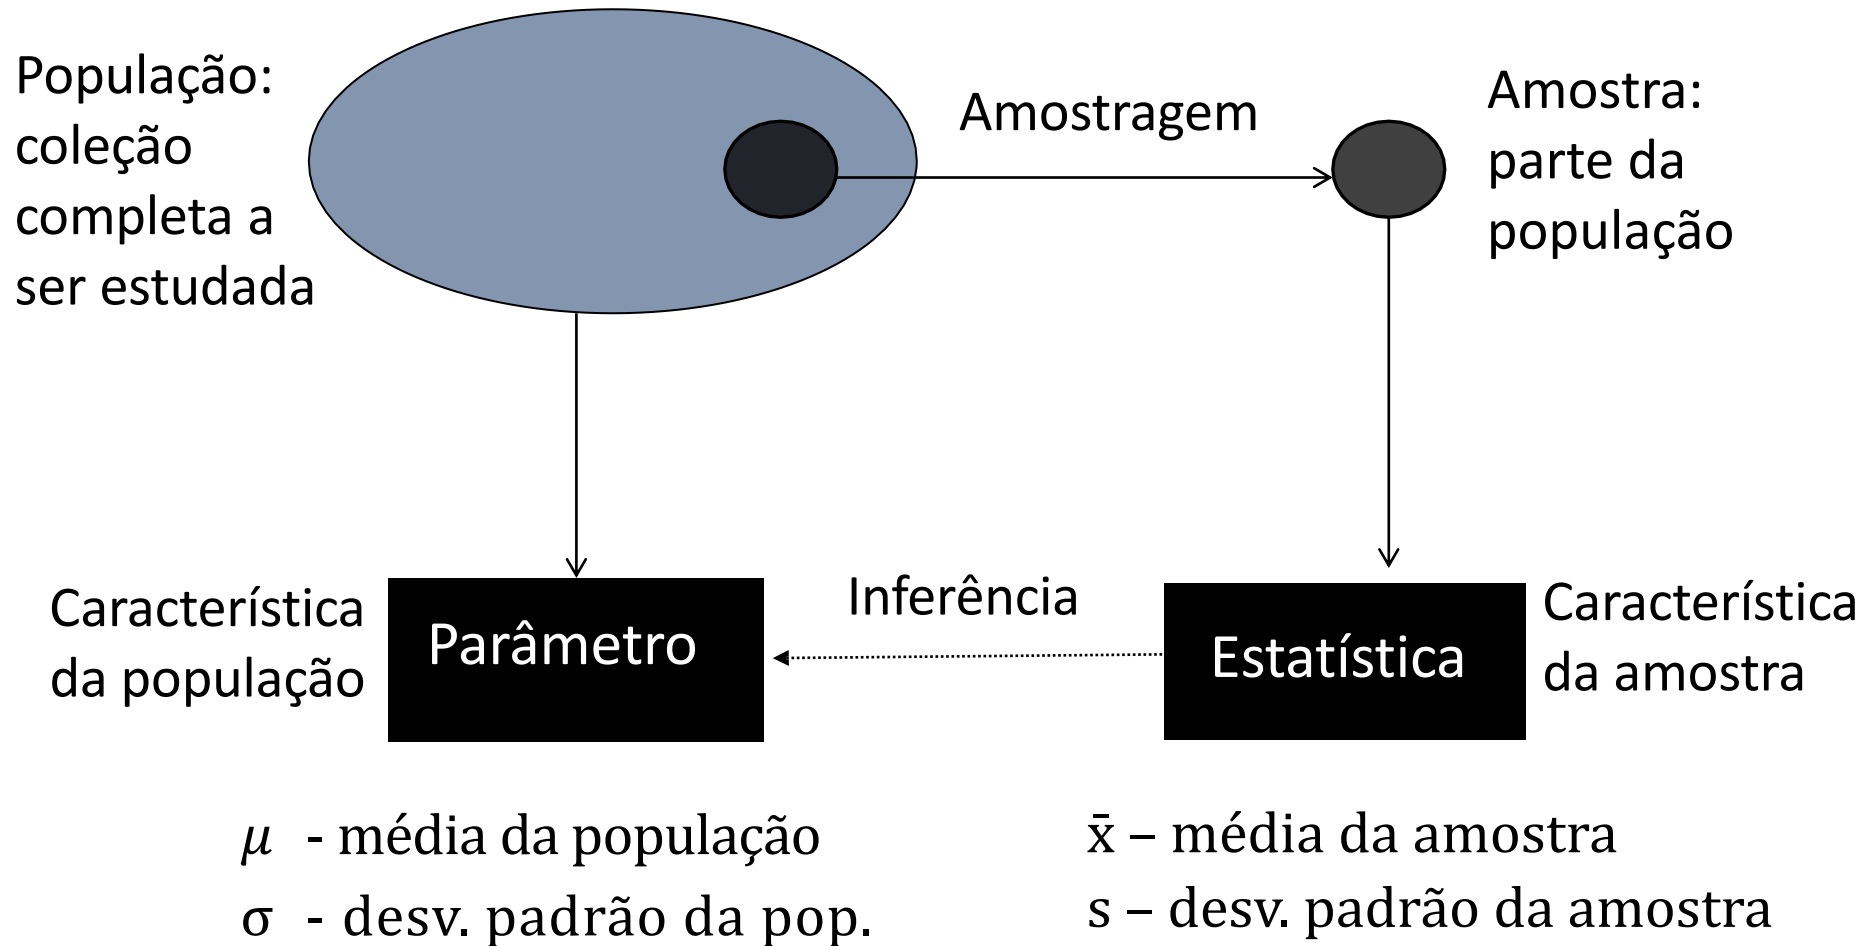 População:
coleção
completa a
ser estudada
Amostragem
Amostra:
parte da
população
Característica
da população
Parâmetro
Inferência
Estatística
Característica
da amostra
μ - média da população
σ - desv. padrão da pop.
x̄ – média da amostra
s – desv. padrão da amostra